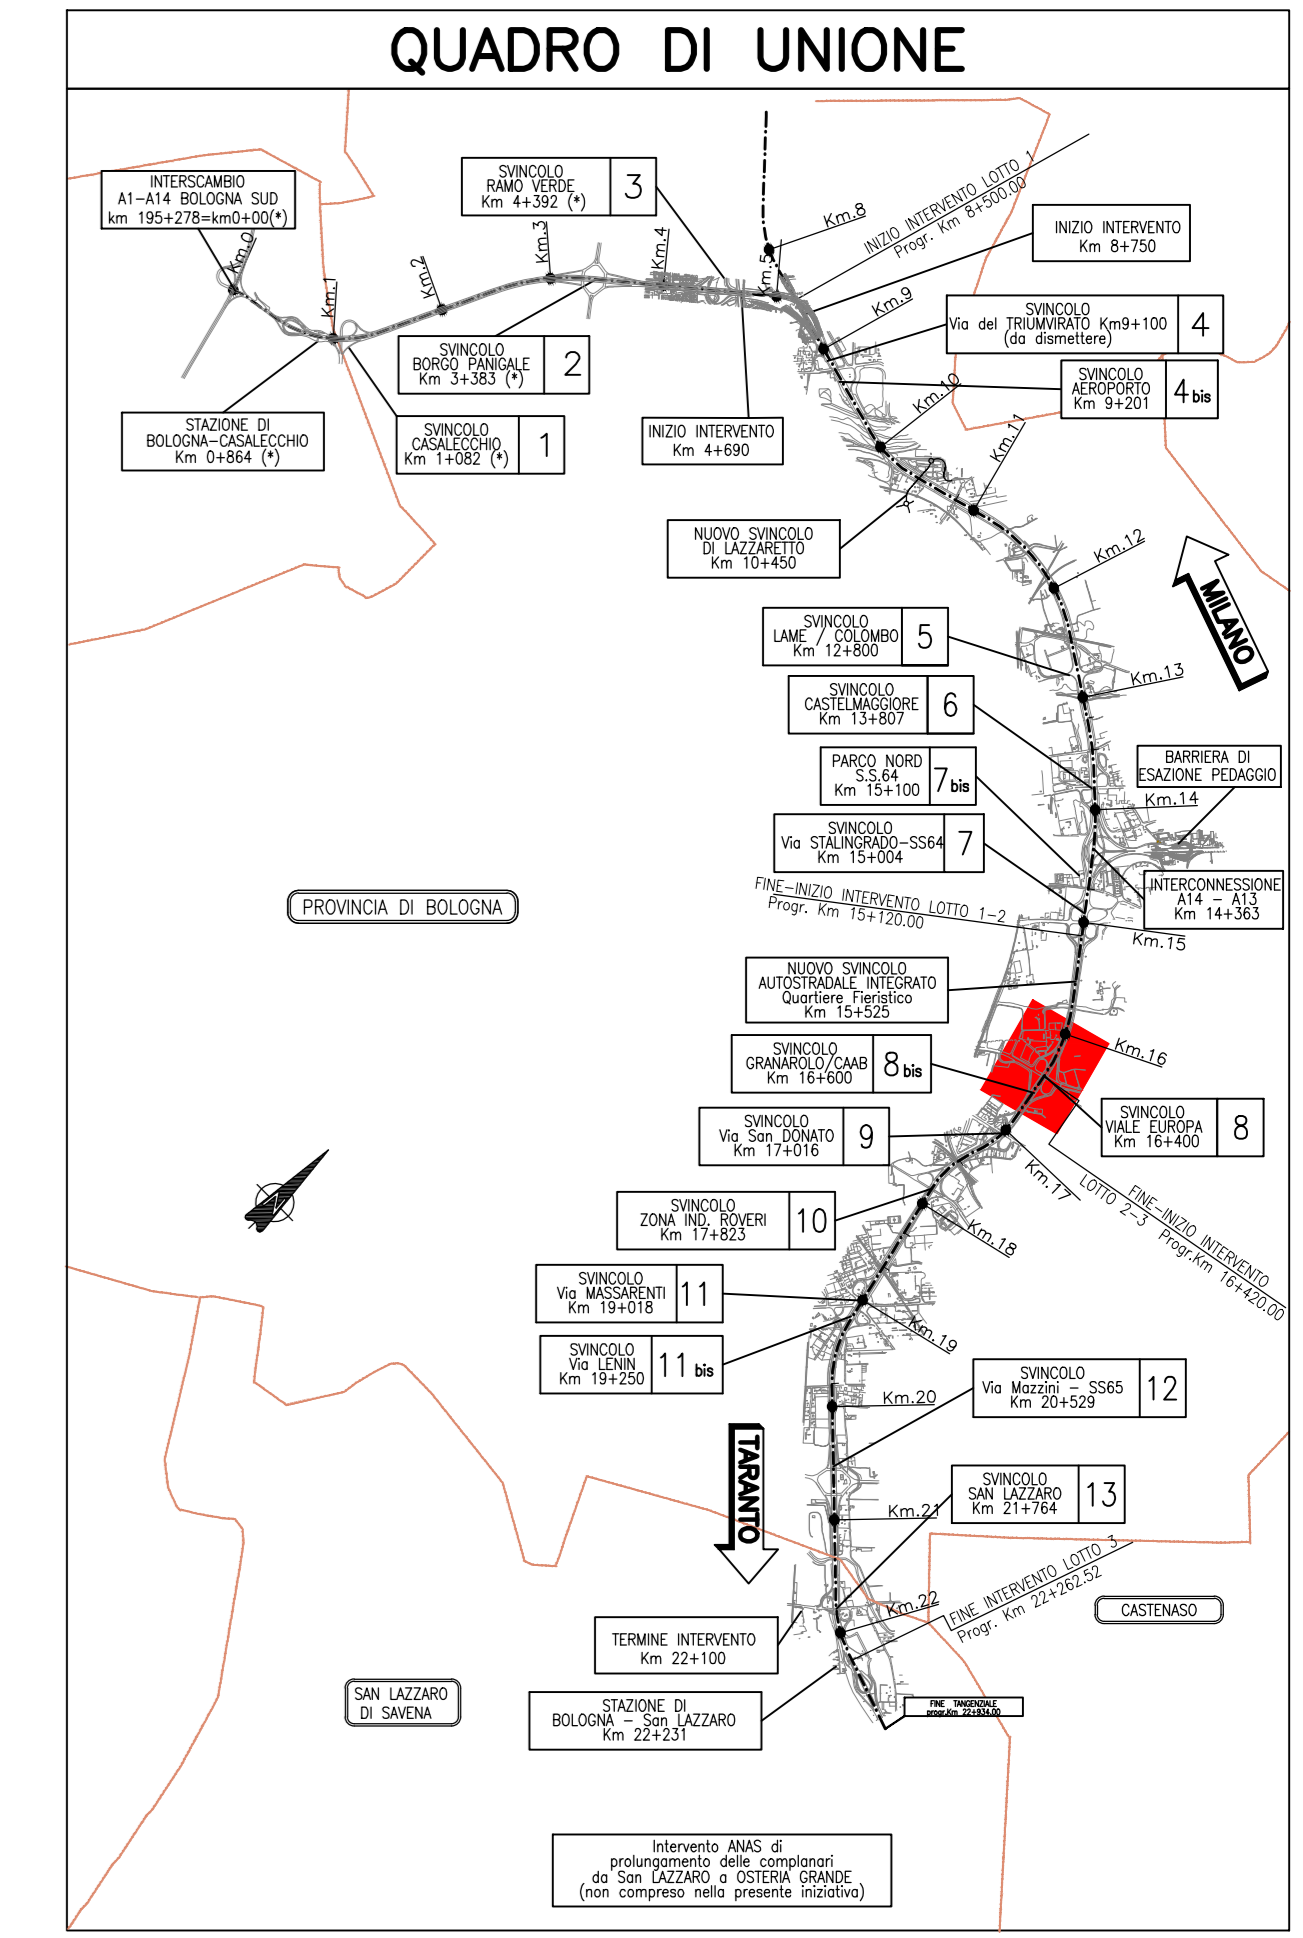 QUADRO DI UNIONE
INTERSCAMBIO
A1-A14 BOLOGNA SUD
km 195+278=km0+00(*)
SVINCOLO
RAMO VERDE
Km 4+392 (*)
3
Km.0
Km.1
Km.2
Km.3
Km.4
Km.5
Km.8
INIZIO INTERVENTO LOTTO 1
Progr. Km 8+500.00
INIZIO INTERVENTO
Km 8+750
Km.9
SVINCOLO
Via del TRIUMVIRATO Km9+100
(da dismettere)
4
SVINCOLO
BORGO PANIGALE
Km 3+383 (*)
2
SVINCOLO
AEROPORTO
Km 9+201
4 bis
Km.10
STAZIONE DI
BOLOGNA-CASALECCHIO
Km 0+864 (*)
SVINCOLO
CASALECCHIO
Km 1+082 (*)
1
INIZIO INTERVENTO
Km 4+690
Km.11
NUOVO SVINCOLO
DI LAZZARETTO
Km 10+450
Km.12
MILANO
SVINCOLO
LAME / COLOMBO
Km 12+800
5
Km.13
SVINCOLO
CASTELMAGGIORE
Km 13+807
6
PARCO NORD
S.S.64
Km 15+100
7 bis
BARRIERA DI
ESAZIONE PEDAGGIO
Km.14
SVINCOLO
Via STALINGRADO-SS64
Km 15+004
7
INTERCONNESSIONE
A14 - A13
Km 14+363
FINE-INIZIO INTERVENTO LOTTO 1-2
Progr. Km 15+120.00
Km.15
PROVINCIA DI BOLOGNA
NUOVO SVINCOLO
AUTOSTRADALE INTEGRATO
Quartiere Fieristico
Km 15+525
Km.16
SVINCOLO
GRANAROLO/CAAB
Km 16+600
8 bis
SVINCOLO
VIALE EUROPA
Km 16+400
8
SVINCOLO
Via San DONATO
Km 17+016
9
Km.17
FINE-INIZIO INTERVENTO
LOTTO 2-3 Progr.Km 16+420.00
SVINCOLO
ZONA IND. ROVERI
Km 17+823
10
Km.18
SVINCOLO
Via MASSARENTI
Km 19+018
11
Km.19
SVINCOLO
Via LENIN
Km 19+250
11 bis
SVINCOLO
Via Mazzini - SS65
Km 20+529
12
Km.20
TARANTO
SVINCOLO
SAN LAZZARO
Km 21+764
13
Km.21
FINE INTERVENTO LOTTO 3
Progr. Km 22+262.52
Km.22
CASTENASO
TERMINE INTERVENTO
Km 22+100
SAN LAZZARO
DI SAVENA
STAZIONE DI
BOLOGNA - San LAZZARO
Km 22+231
FINE TANGENZIALE
progr.Km 22+934.00
Intervento ANAS di
prolungamento delle complanari
da San LAZZARO a OSTERIA GRANDE
(non compreso nella presente iniziativa)